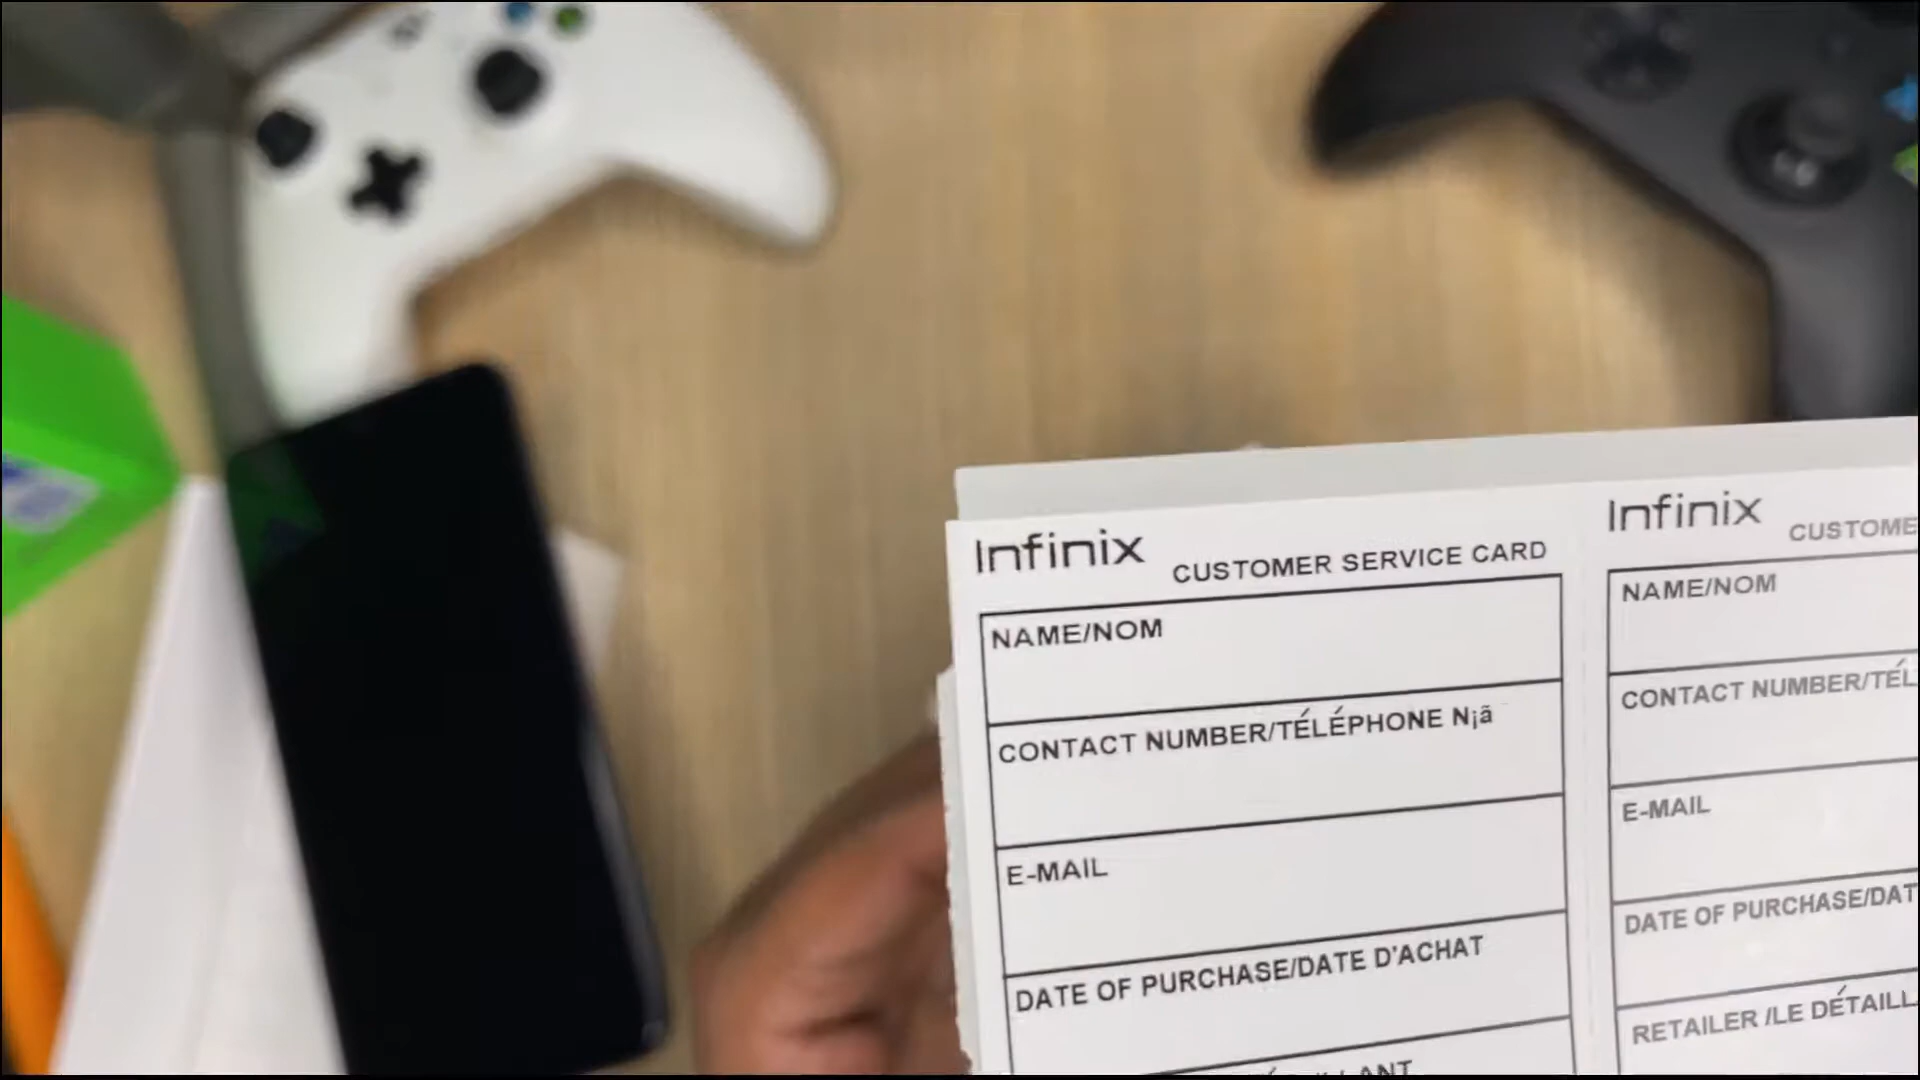 Infinix CUSTOMER SERVICE CARD
NAME/NOM
CONTACT NUMBER/TÉLÉPHONE N¡ã
E-MAIL
DATE OF PURCHASE/DATE D'ACHAT
Infinix CUSTOME
NAME/NOM
CONTACT NUMBER/TÉL
E-MAIL
DATE OF PURCHASE/DAT
RETAILER /LE DÉTAILL